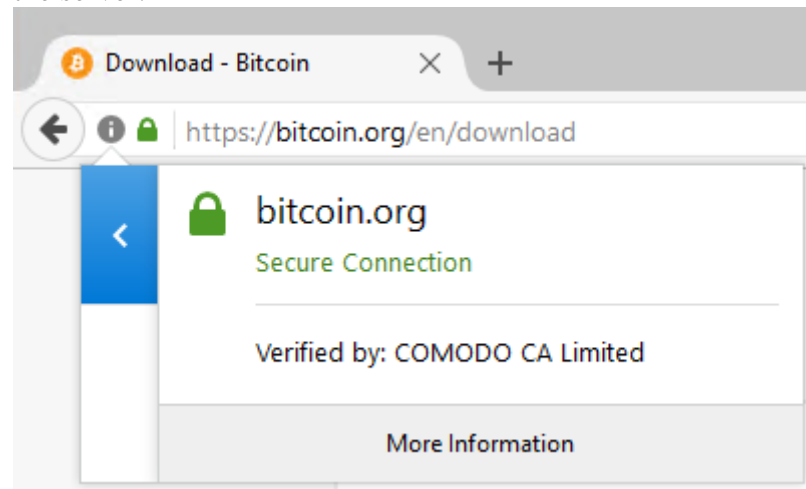 Download - Bitcoin
https://bitcoin.org/en/download
bitcoin.org
Secure Connection
Verified by: COMODO CA Limited
More Information